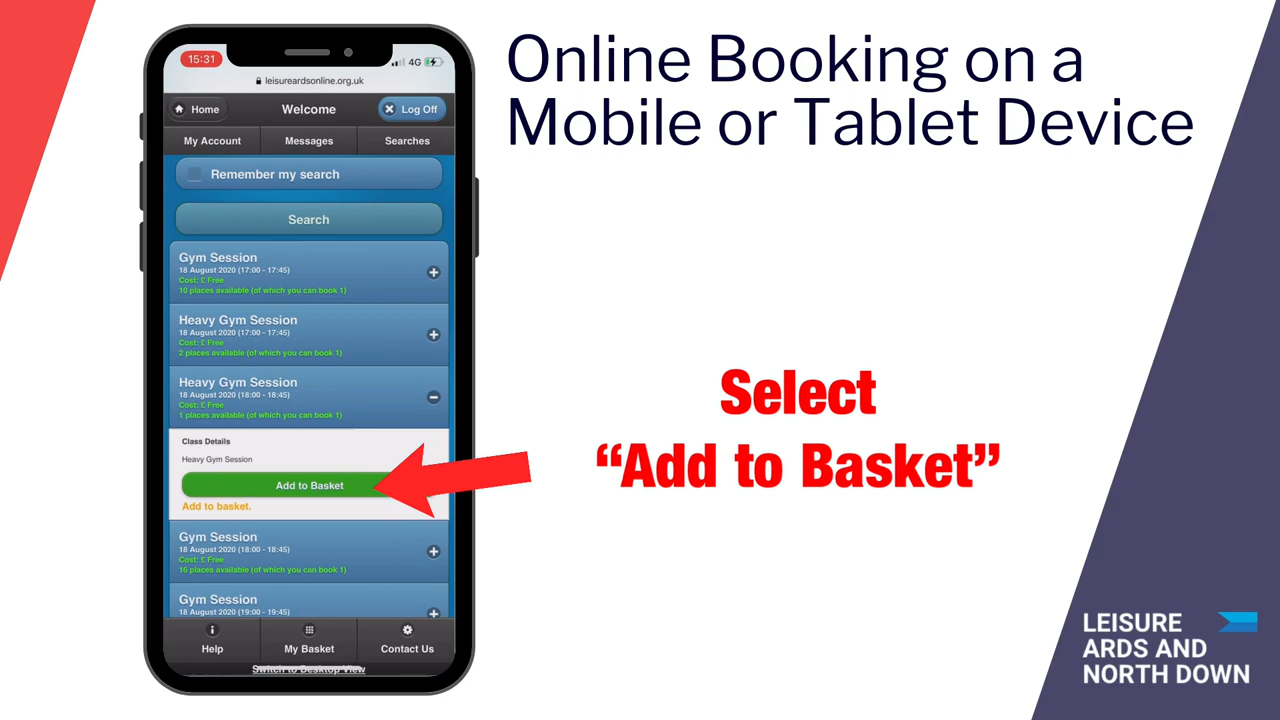 Online Booking on a
Mobile or Tablet Device
15:31
4G
leisureardsonline.org.uk
Home
Welcome
Log Off
My Account
Messages
Searches
Remember my search
Search
Gym Session
18 August 2020 (17:00 - 17:45)
Cost: £ Free
10 places available (of which you can book 1)
Heavy Gym Session
18 August 2020 (17:00 - 17:45)
Cost: £ Free
2 places available (of which you can book 1)
Heavy Gym Session
18 August 2020 (18:00 - 18:45)
Cost: £ Free
1 places available (of which you can book 1)
Class Details
Heavy Gym Session
Add to Basket
Add to basket.
Gym Session
18 August 2020 (18:00 - 18:45)
Cost: £ Free
16 places available (of which you can book 1)
Gym Session
18 August 2020 (19:00 - 19:45)
Help
My Basket
Contact Us
Switch to Desktop View
Select
“Add to Basket”
LEISURE
ARDS AND
NORTH DOWN